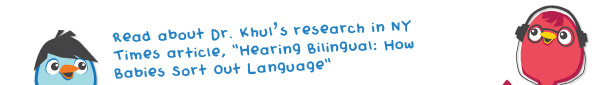 Read about Dr. Khul's research in NY
Times article, "Hearing Bilingual: How
Babies Sort Out Language"